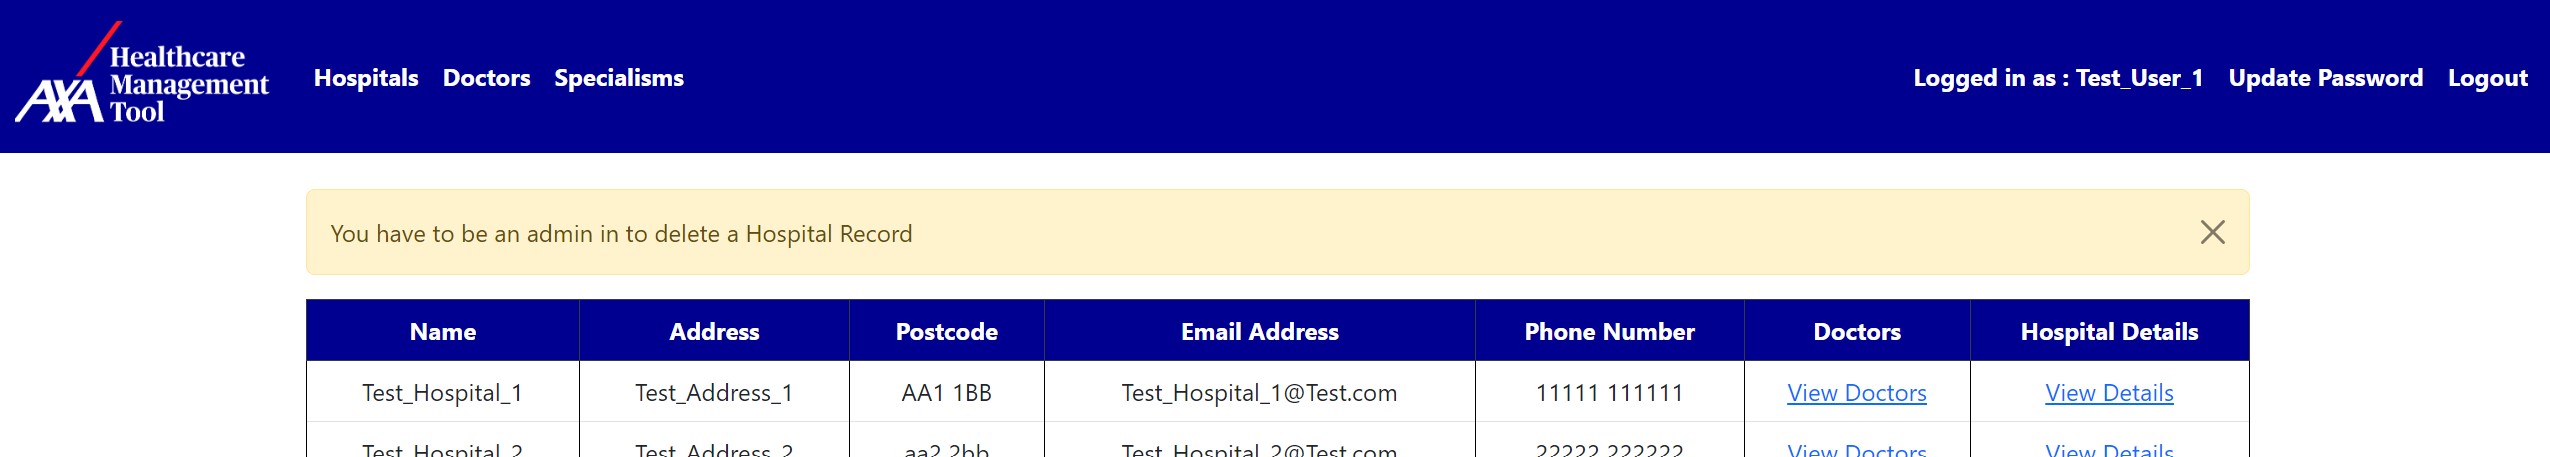 AXA Healthcare Management Tool
Hospitals Doctors Specialisms Logged in as : Test_User_1 Update Password Logout
You have to be an admin in to delete a Hospital Record
Name Address Postcode Email Address Phone Number Doctors Hospital Details
Test_Hospital_1 Test_Address_1 AA1 1BB Test_Hospital_1@Test.com 11111 111111 View Doctors View Details
Test_Hospital_2 Test_Address_2 aa2 2bb Test_Hospital_2@Test.com 22222 222222 View Doctors View Details